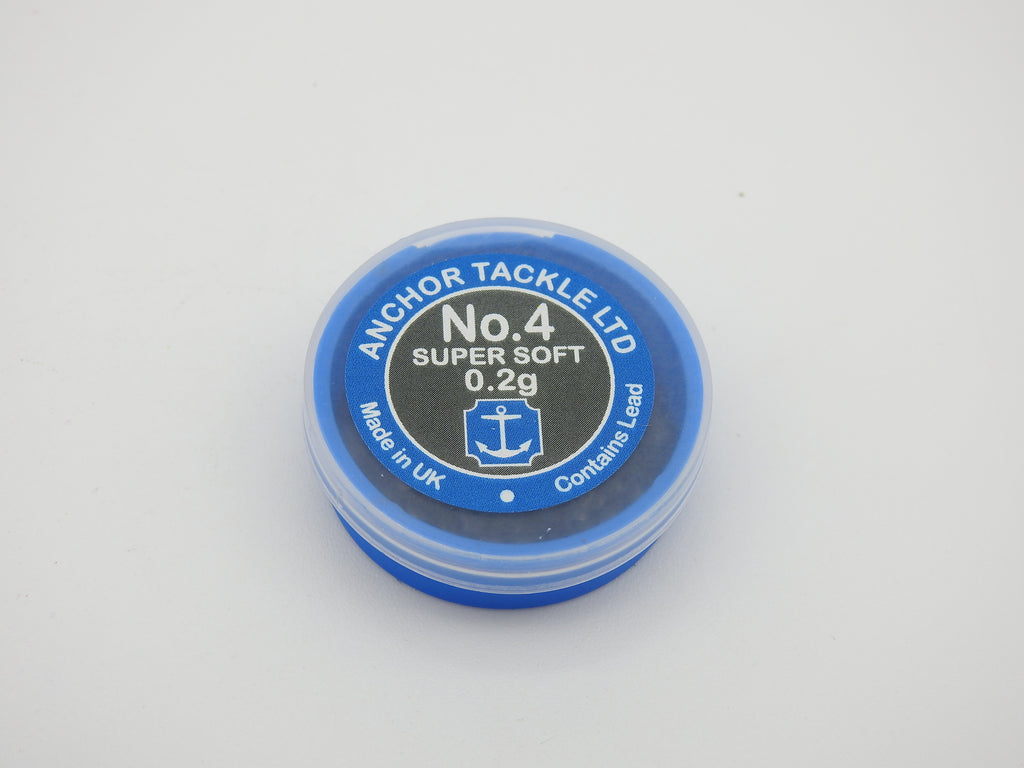 ANCHOR TACKLE LTD
No.4
SUPER SOFT
0.2g
Made in UK
Contains Lead